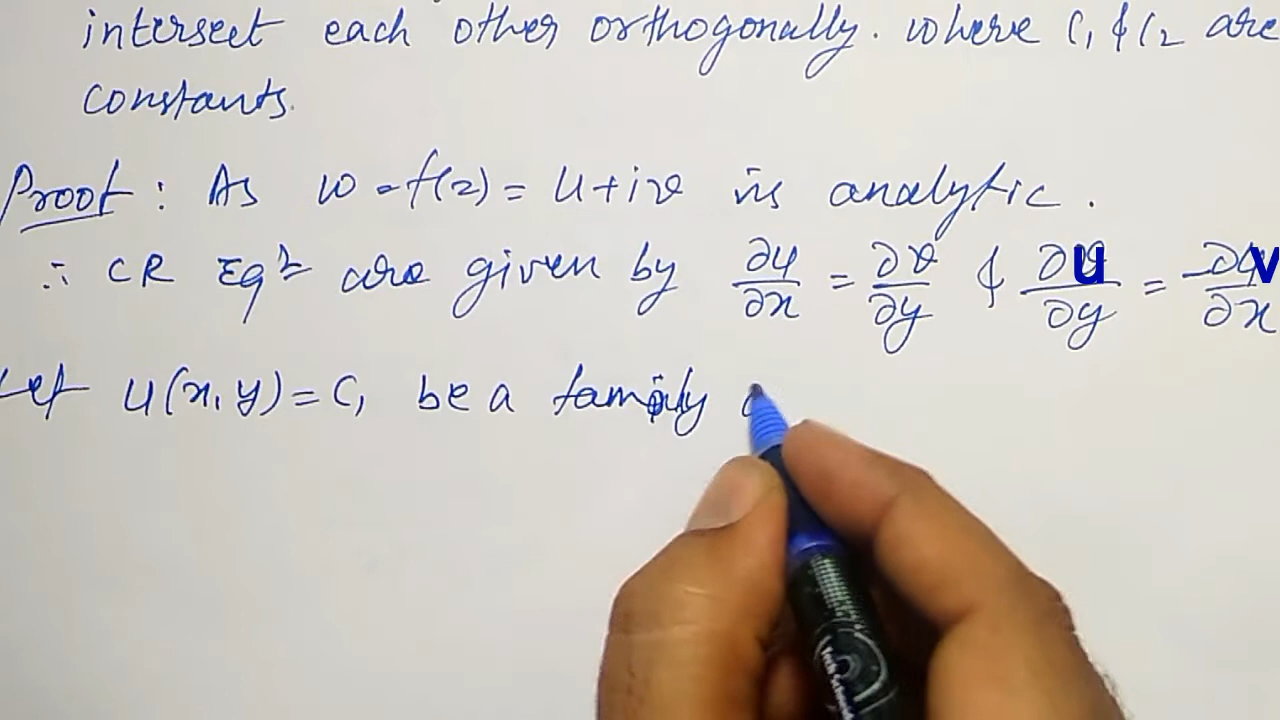 intersect each other orthogonally. where C₁ & C₂ are
constants.
Proof : As w = f(z) = u + iv is analytic.
∴ CR Eqⁿ are given by ∂u/∂x = ∂v/∂y & ∂u/∂y = -∂v/∂x
Let u(x, y) = C₁ be a family